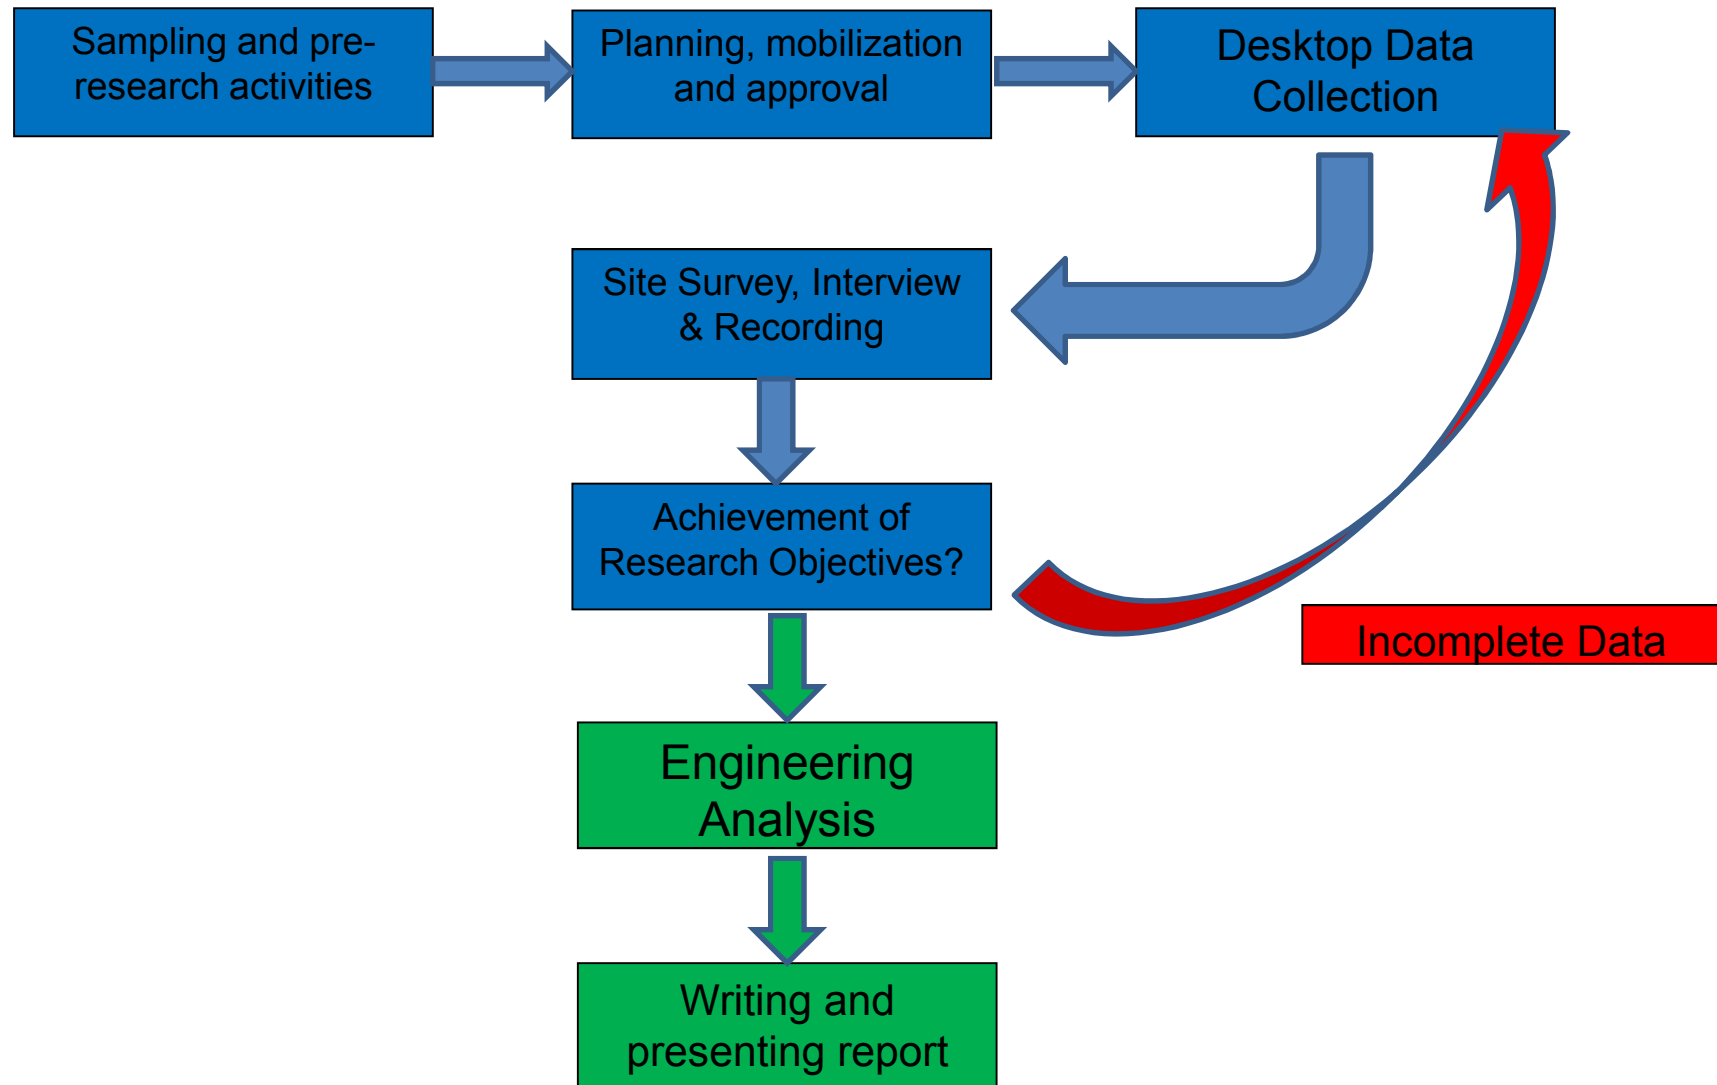 Sampling and pre-
research activities
Planning, mobilization
and approval
Desktop Data
Collection
Site Survey, Interview
& Recording
Achievement of
Research Objectives?
Incomplete Data
Engineering
Analysis
Writing and
presenting report